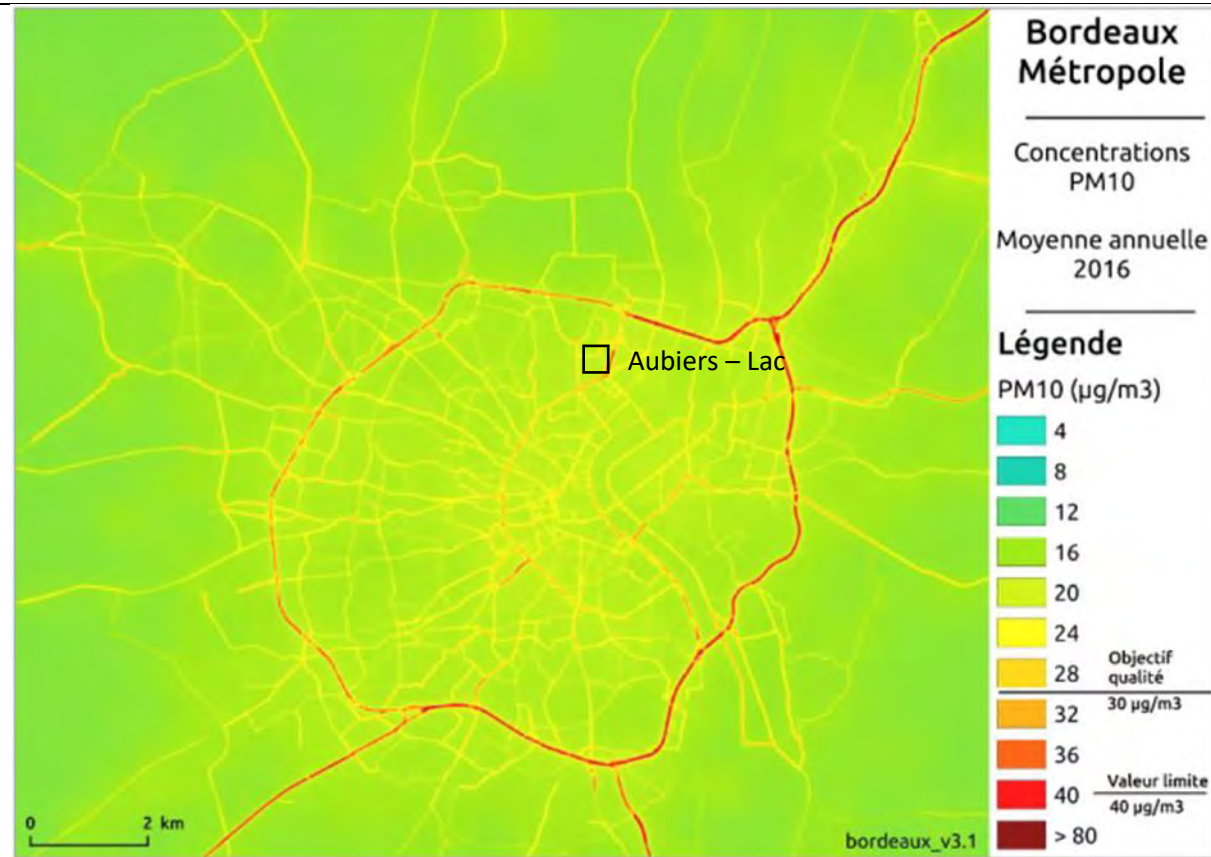 Bordeaux
Métropole
Concentrations
PM10
Moyenne annuelle
2016
Légende
PM10 (µg/m3)
4
8
12
16
20
24
28
Objectif
qualité
30 µg/m3
32
36
40
Valeur limite
40 µg/m3
> 80
Aubiers – Lac
0
2 km
bordeaux_v3.1